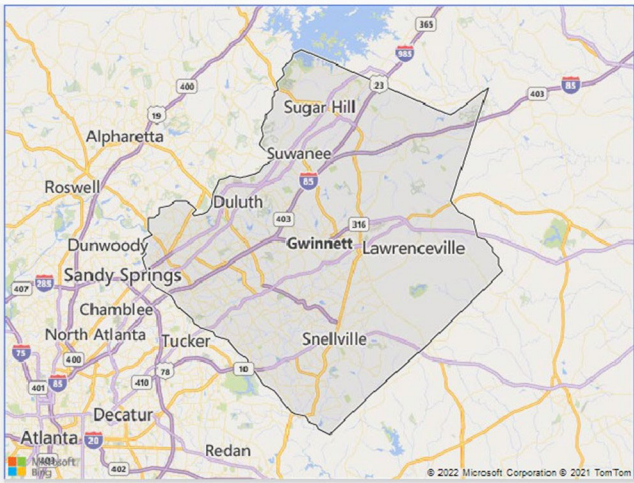 365
985
400
23
85
403
19
Sugar Hill
Alpharetta
Suwanee
85
Roswell
Duluth
403
316
Dunwoody
Gwinnett
Lawrenceville
Sandy Springs
285
407
Chamblee
North Atlanta
Tucker
Snellville
75
400
10
78
85
401
410
Decatur
Atlanta
20
Redan
403
402
Microsoft
Bing
© 2022 Microsoft Corporation © 2021 TomTom